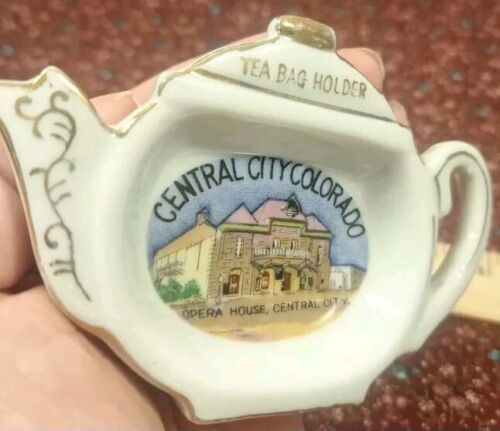 TEA BAG HOLDER
CENTRAL CITY COLORADO
OPERA HOUSE, CENTRAL CITY.